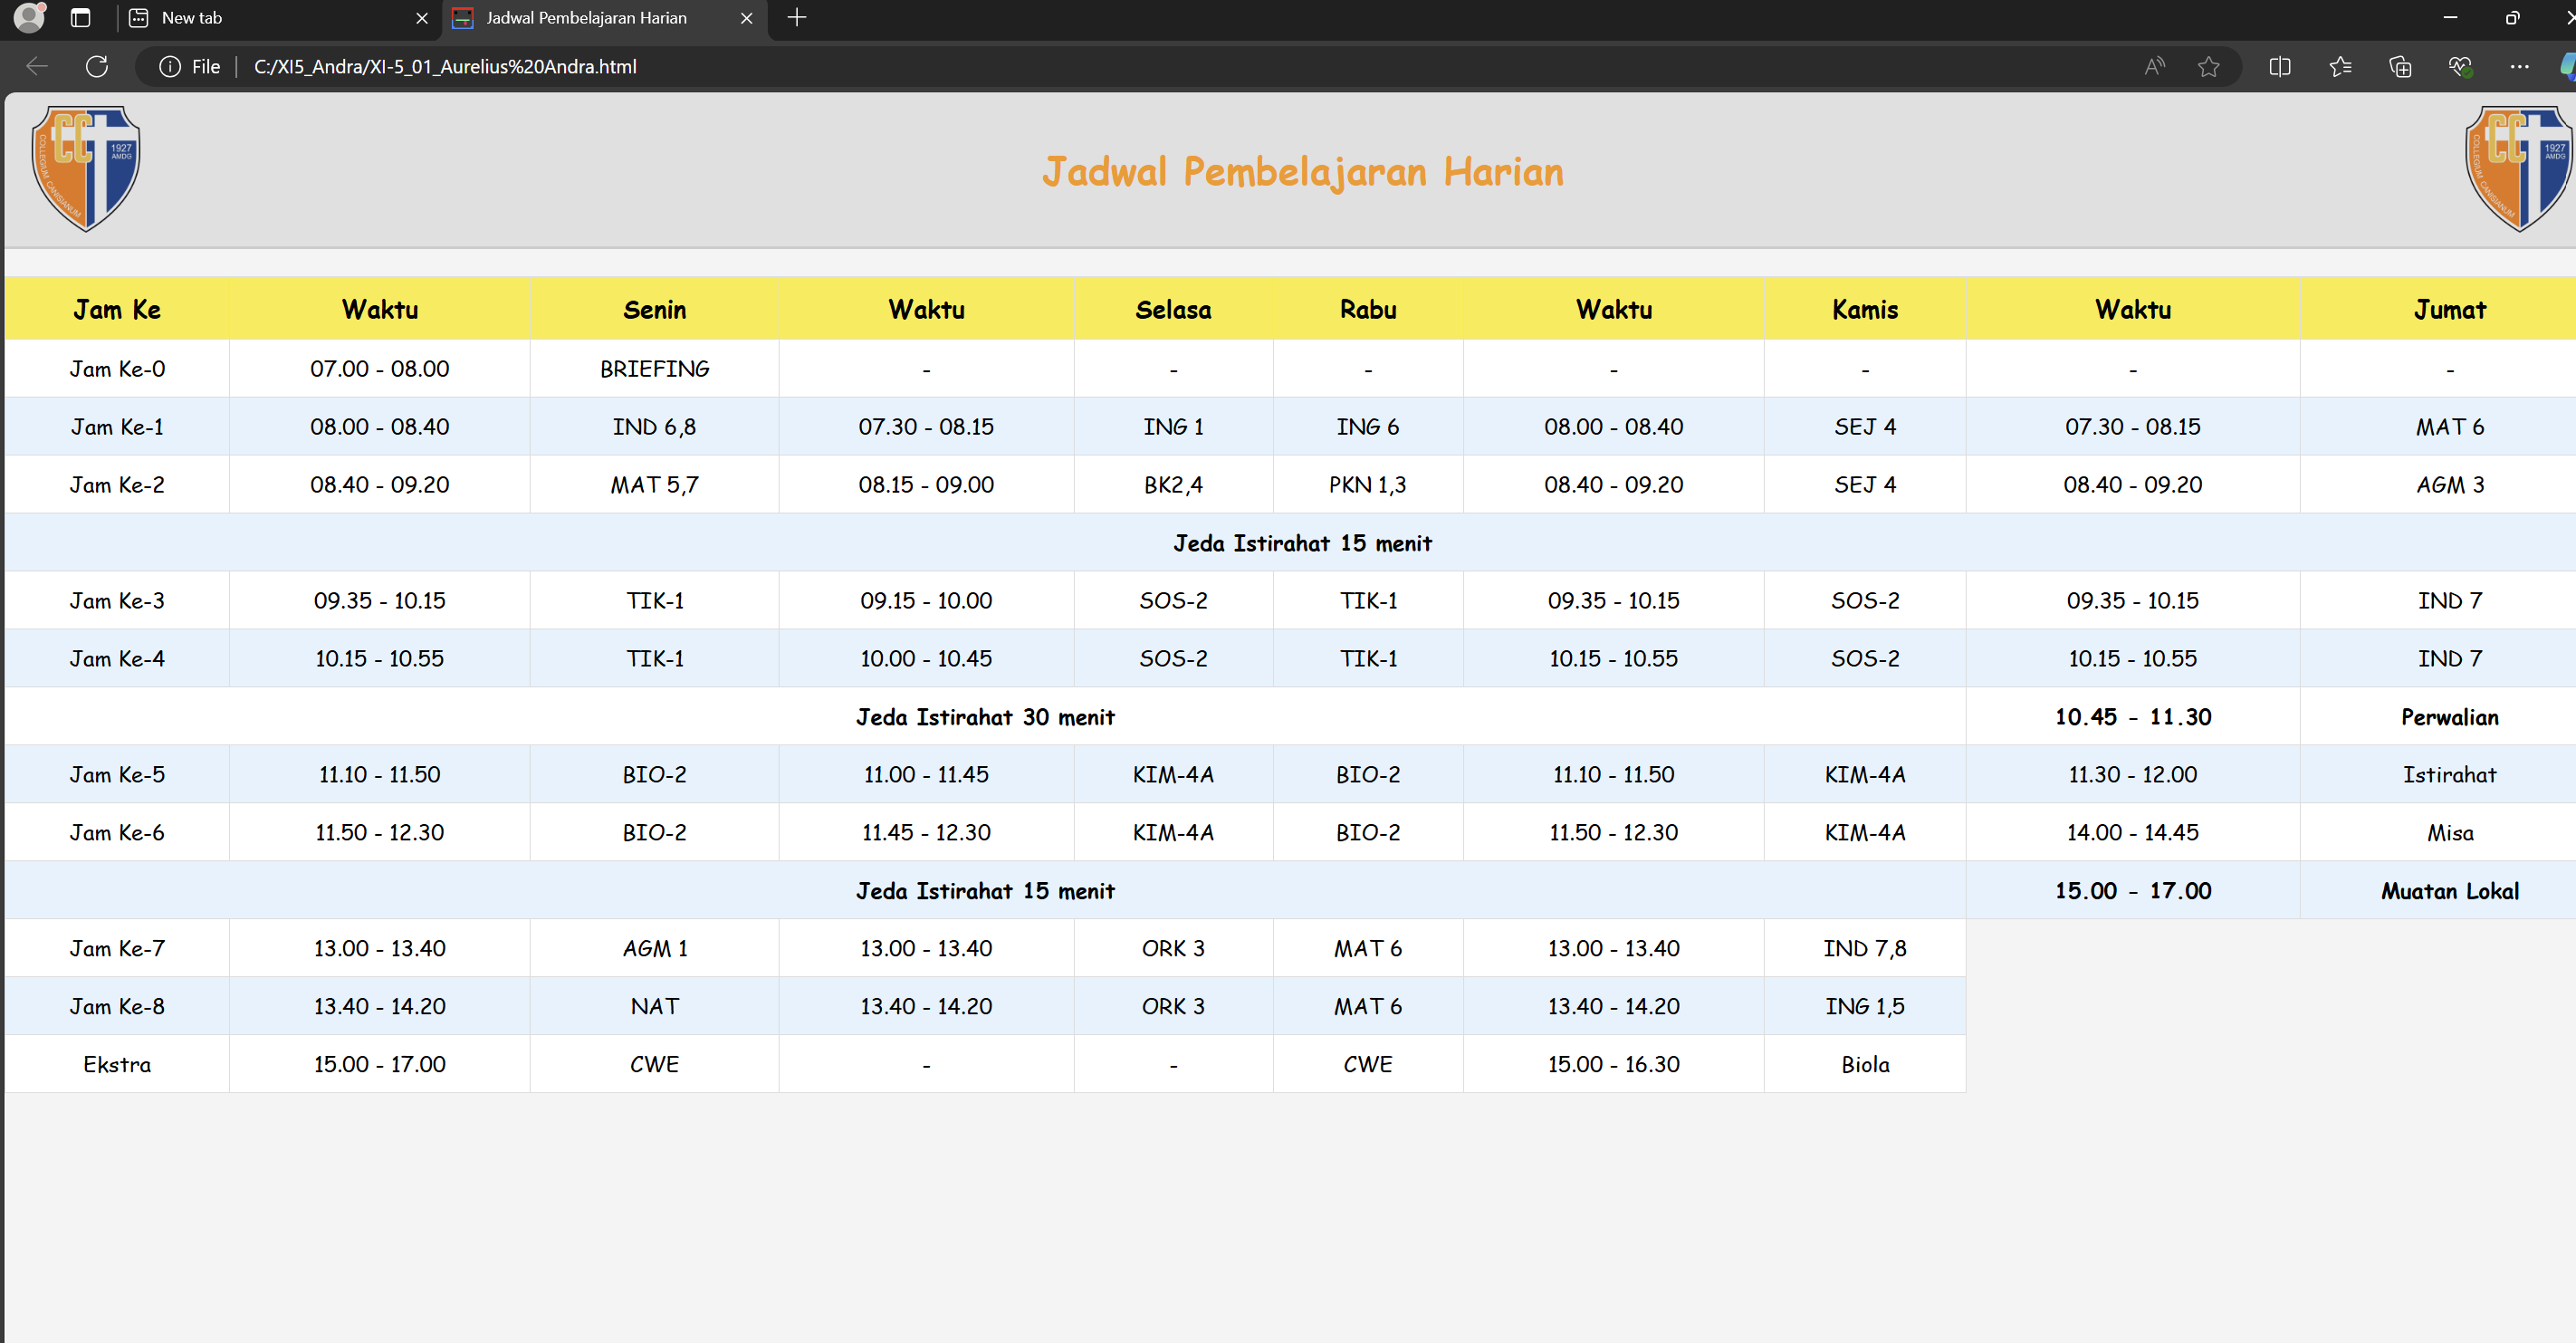 New tab
Jadwal Pembelajaran Harian
File C:/XI5_Andra/XI-5_01_Aurelius%20Andra.html
CC 1927 AMDG COLLEGIUM CANISIANUM
Jadwal Pembelajaran Harian
CC 1927 AMDG COLLEGIUM CANISIANUM
Jam Ke Waktu Senin Waktu Selasa Rabu Waktu Kamis Waktu Jumat
Jam Ke-0 07.00 - 08.00 BRIEFING - - - - - - -
Jam Ke-1 08.00 - 08.40 IND 6,8 07.30 - 08.15 ING 1 ING 6 08.00 - 08.40 SEJ 4 07.30 - 08.15 MAT 6
Jam Ke-2 08.40 - 09.20 MAT 5,7 08.15 - 09.00 BK2,4 PKN 1,3 08.40 - 09.20 SEJ 4 08.40 - 09.20 AGM 3
Jeda Istirahat 15 menit
Jam Ke-3 09.35 - 10.15 TIK-1 09.15 - 10.00 SOS-2 TIK-1 09.35 - 10.15 SOS-2 09.35 - 10.15 IND 7
Jam Ke-4 10.15 - 10.55 TIK-1 10.00 - 10.45 SOS-2 TIK-1 10.15 - 10.55 SOS-2 10.15 - 10.55 IND 7
Jeda Istirahat 30 menit 10.45 - 11.30 Perwalian
Jam Ke-5 11.10 - 11.50 BIO-2 11.00 - 11.45 KIM-4A BIO-2 11.10 - 11.50 KIM-4A 11.30 - 12.00 Istirahat
Jam Ke-6 11.50 - 12.30 BIO-2 11.45 - 12.30 KIM-4A BIO-2 11.50 - 12.30 KIM-4A 14.00 - 14.45 Misa
Jeda Istirahat 15 menit 15.00 - 17.00 Muatan Lokal
Jam Ke-7 13.00 - 13.40 AGM 1 13.00 - 13.40 ORK 3 MAT 6 13.00 - 13.40 IND 7,8
Jam Ke-8 13.40 - 14.20 NAT 13.40 - 14.20 ORK 3 MAT 6 13.40 - 14.20 ING 1,5
Ekstra 15.00 - 17.00 CWE - - CWE 15.00 - 16.30 Biola